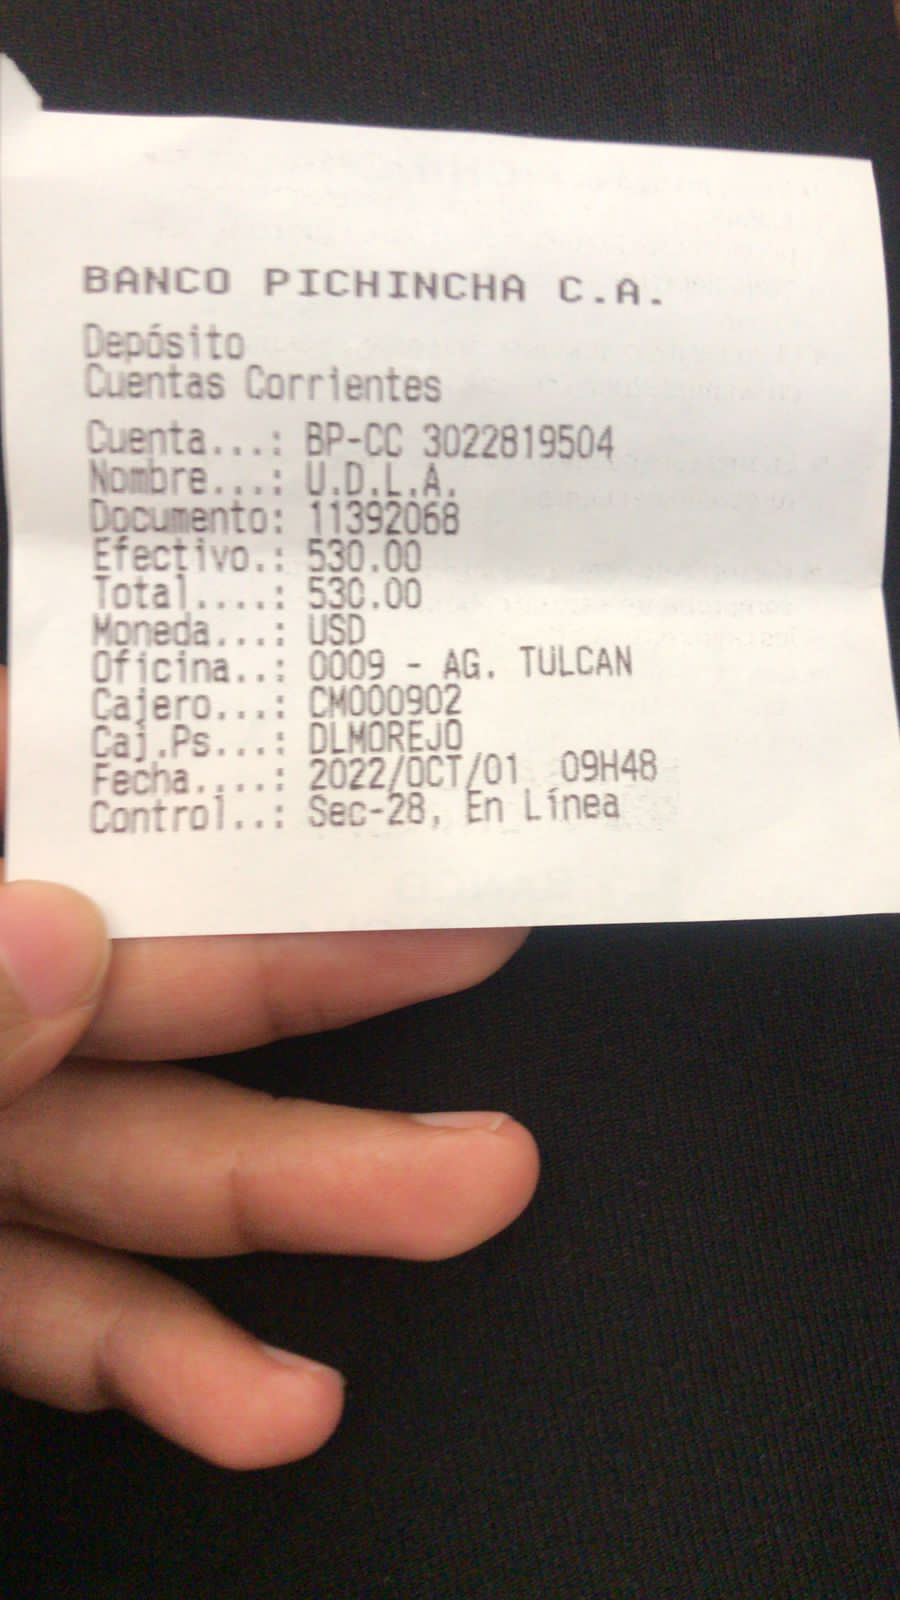 BANCO PICHINCHA C.A.
Depósito
Cuentas Corrientes
Cuenta...: BP-CC 3022819504
Nombre...: U.D.L.A.
Documento: 11392068
Efectivo.: 530.00
Total....: 530.00
Moneda...: USD
Oficina..: 0009 - AG. TULCAN
Cajero...: CM000902
Caj.Ps...: DLMOREJO
Fecha....: 2022/OCT/01 09H48
Control..: Sec-28, En Línea